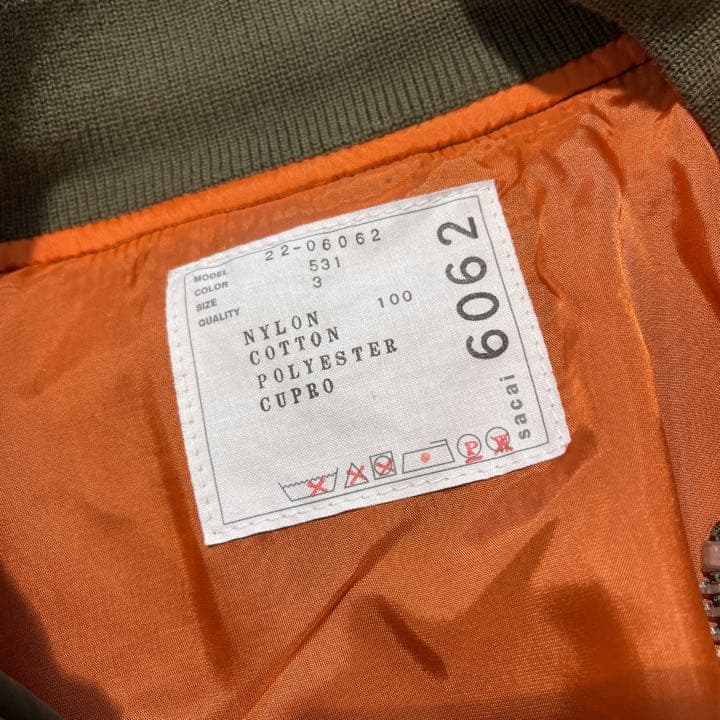 MODEL 22-06062
COLOR 531
SIZE 3
QUALITY
NYLON 100
COTTON
POLYESTER
CUPRO
P
W
sacai 6062